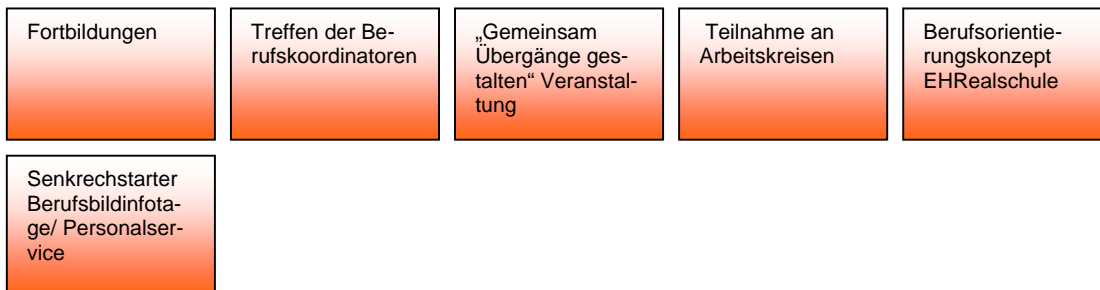 Fortbildungen
Treffen der Be-
rufskoordinatoren
„Gemeinsam
Übergänge ges-
talten“ Veranstal-
tung
Teilnahme an
Arbeitskreisen
Berufsorientie-
rungskonzept
EHRealschule
Senkrechstarter
Berufsbildinfota-
ge/ Personalser-
vice